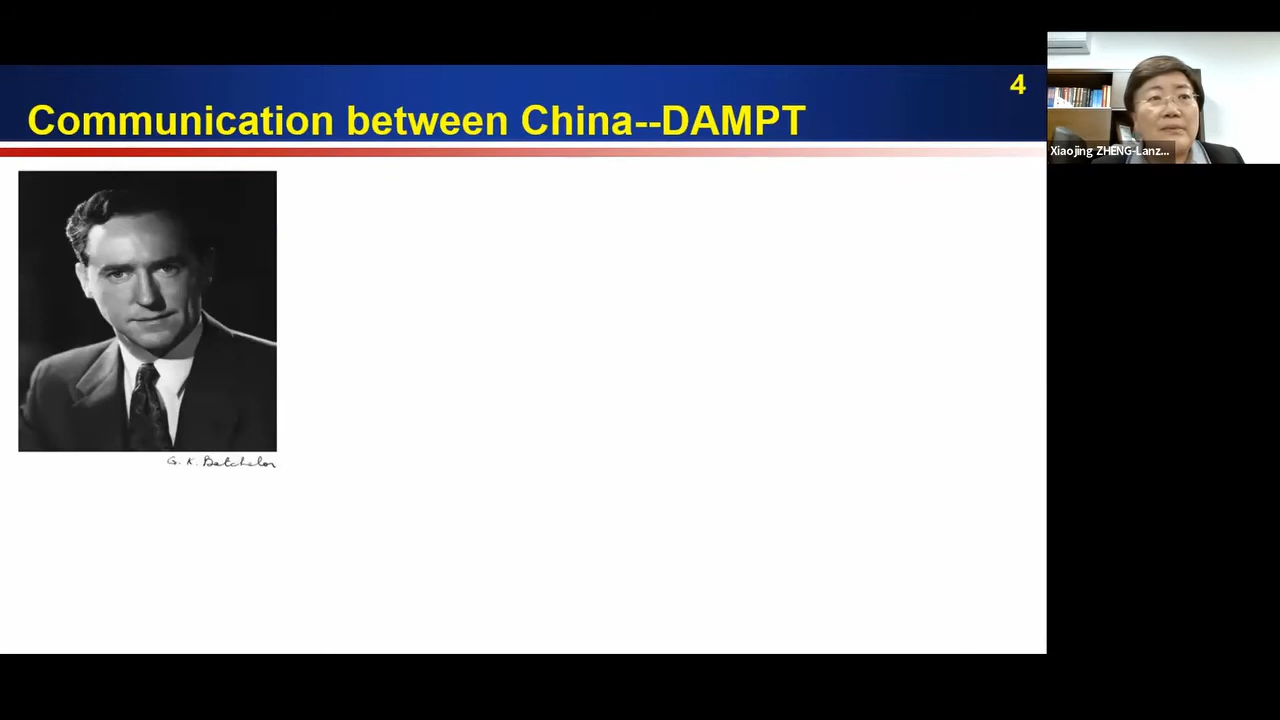 4
Communication between China--DAMPT
Xiaojing ZHENG-Lanz...
G. K. Batchelor